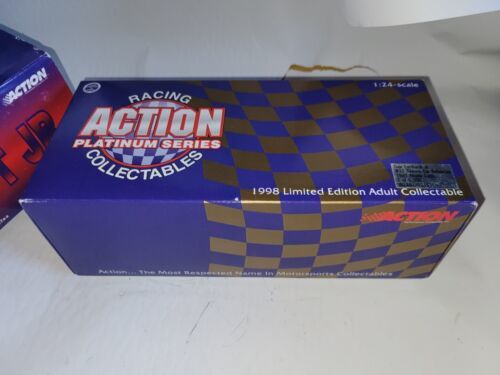 ACTION
T JR
1:24-scale
RACING
ACTION
PLATINUM SERIES
COLLECTABLES
1998 Limited Edition Adult Collectable
ACTION
Action... The Most Respected Name In Motorsports Collectables